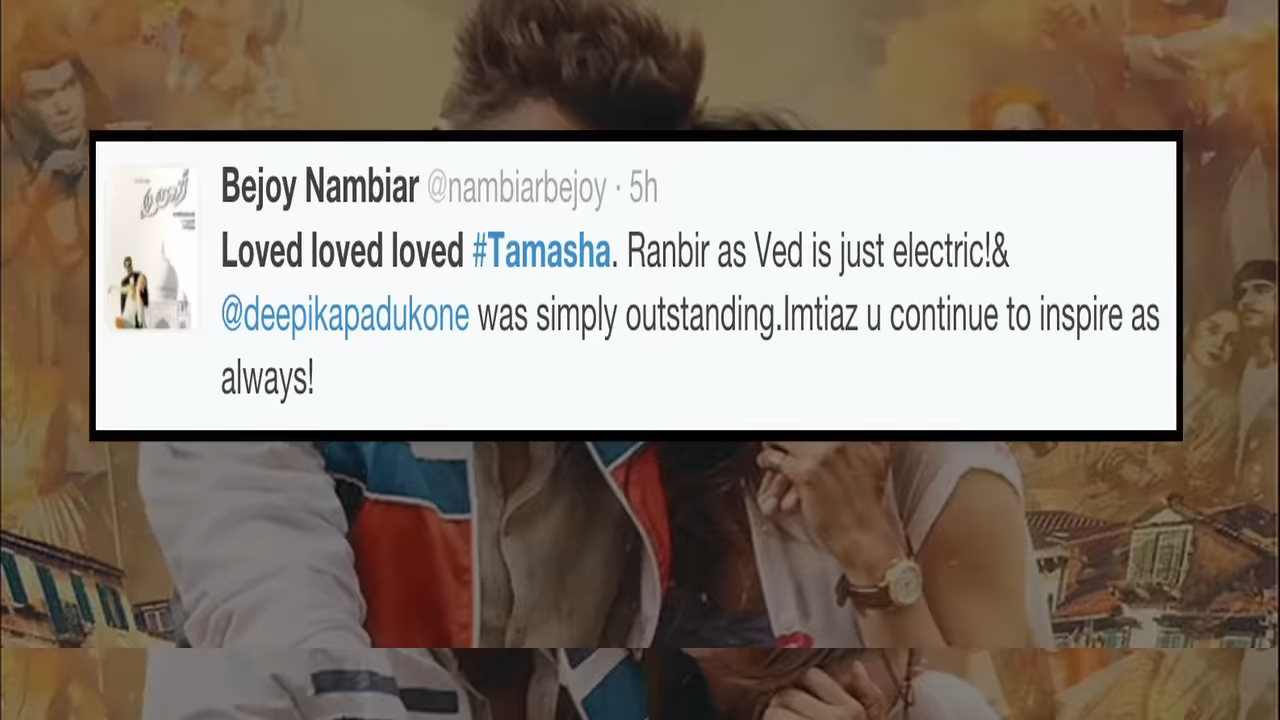 Bejoy Nambiar @nambiarbejoy · 5h
Loved loved loved #Tamasha. Ranbir as Ved is just electric!&
@deepikapadukone was simply outstanding.Imtiaz u continue to inspire as
always!